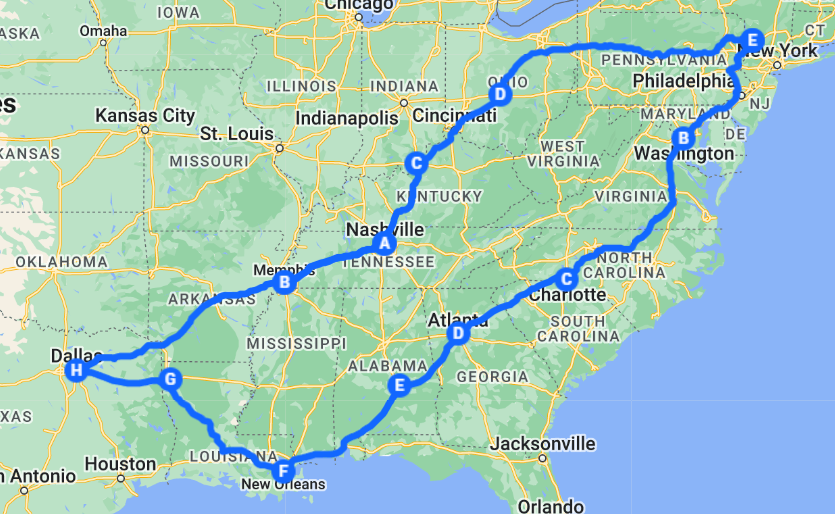 Chicago
IOWA
CT
ASKA
Omaha
E
New York
PENNSYLVANIA
ILLINOIS
INDIANA
OHIO
D
Philadelphia
NJ
es
Kansas City
Indianapolis
Cincinnati
MARYLAND
St. Louis
DE
B
KANSAS
MISSOURI
C
WEST
VIRGINIA
Washington
KENTUCKY
VIRGINIA
Nashville
A
OKLAHOMA
TENNESSEE
NORTH
CAROLINA
Memphis
B
C
ARKANSAS
Charlotte
Atlanta
D
SOUTH
CAROLINA
MISSISSIPPI
Dallas
H
G
ALABAMA
E
GEORGIA
XAS
LOUISIANA
Jacksonville
Houston
F
n Antonio
New Orleans
Orlando